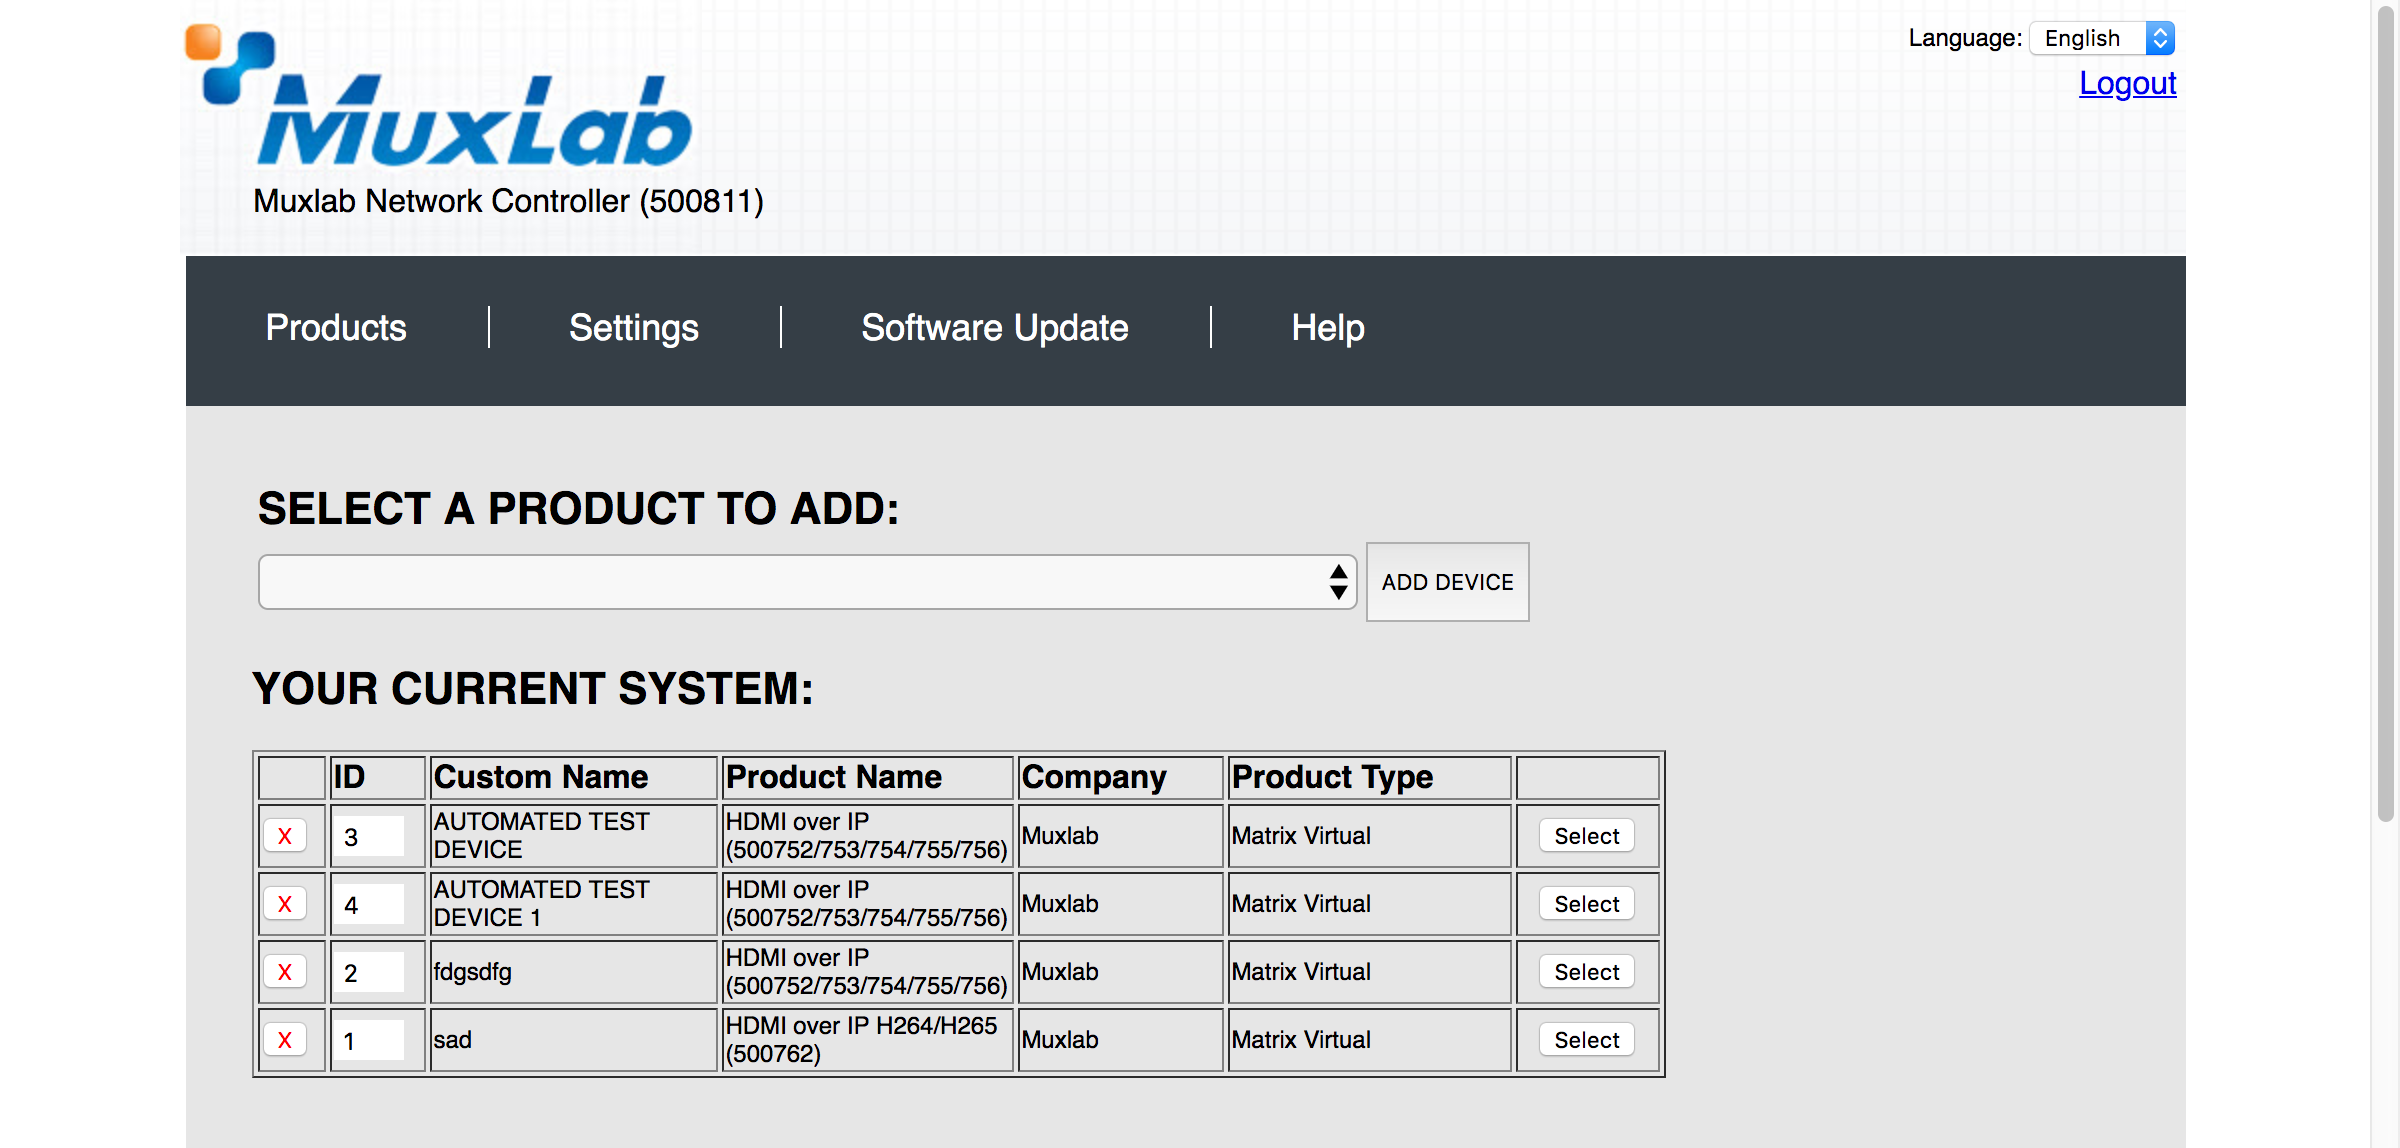 MuxLab
Muxlab Network Controller (500811)
Language: English
Logout
Products
Settings
Software Update
Help
SELECT A PRODUCT TO ADD:
ADD DEVICE
YOUR CURRENT SYSTEM:
ID Custom Name Product Name Company Product Type
X 3 AUTOMATED TEST DEVICE HDMI over IP (500752/753/754/755/756) Muxlab Matrix Virtual Select
X 4 AUTOMATED TEST DEVICE 1 HDMI over IP (500752/753/754/755/756) Muxlab Matrix Virtual Select
X 2 fdgsdfg HDMI over IP (500752/753/754/755/756) Muxlab Matrix Virtual Select
X 1 sad HDMI over IP H264/H265 (500762) Muxlab Matrix Virtual Select